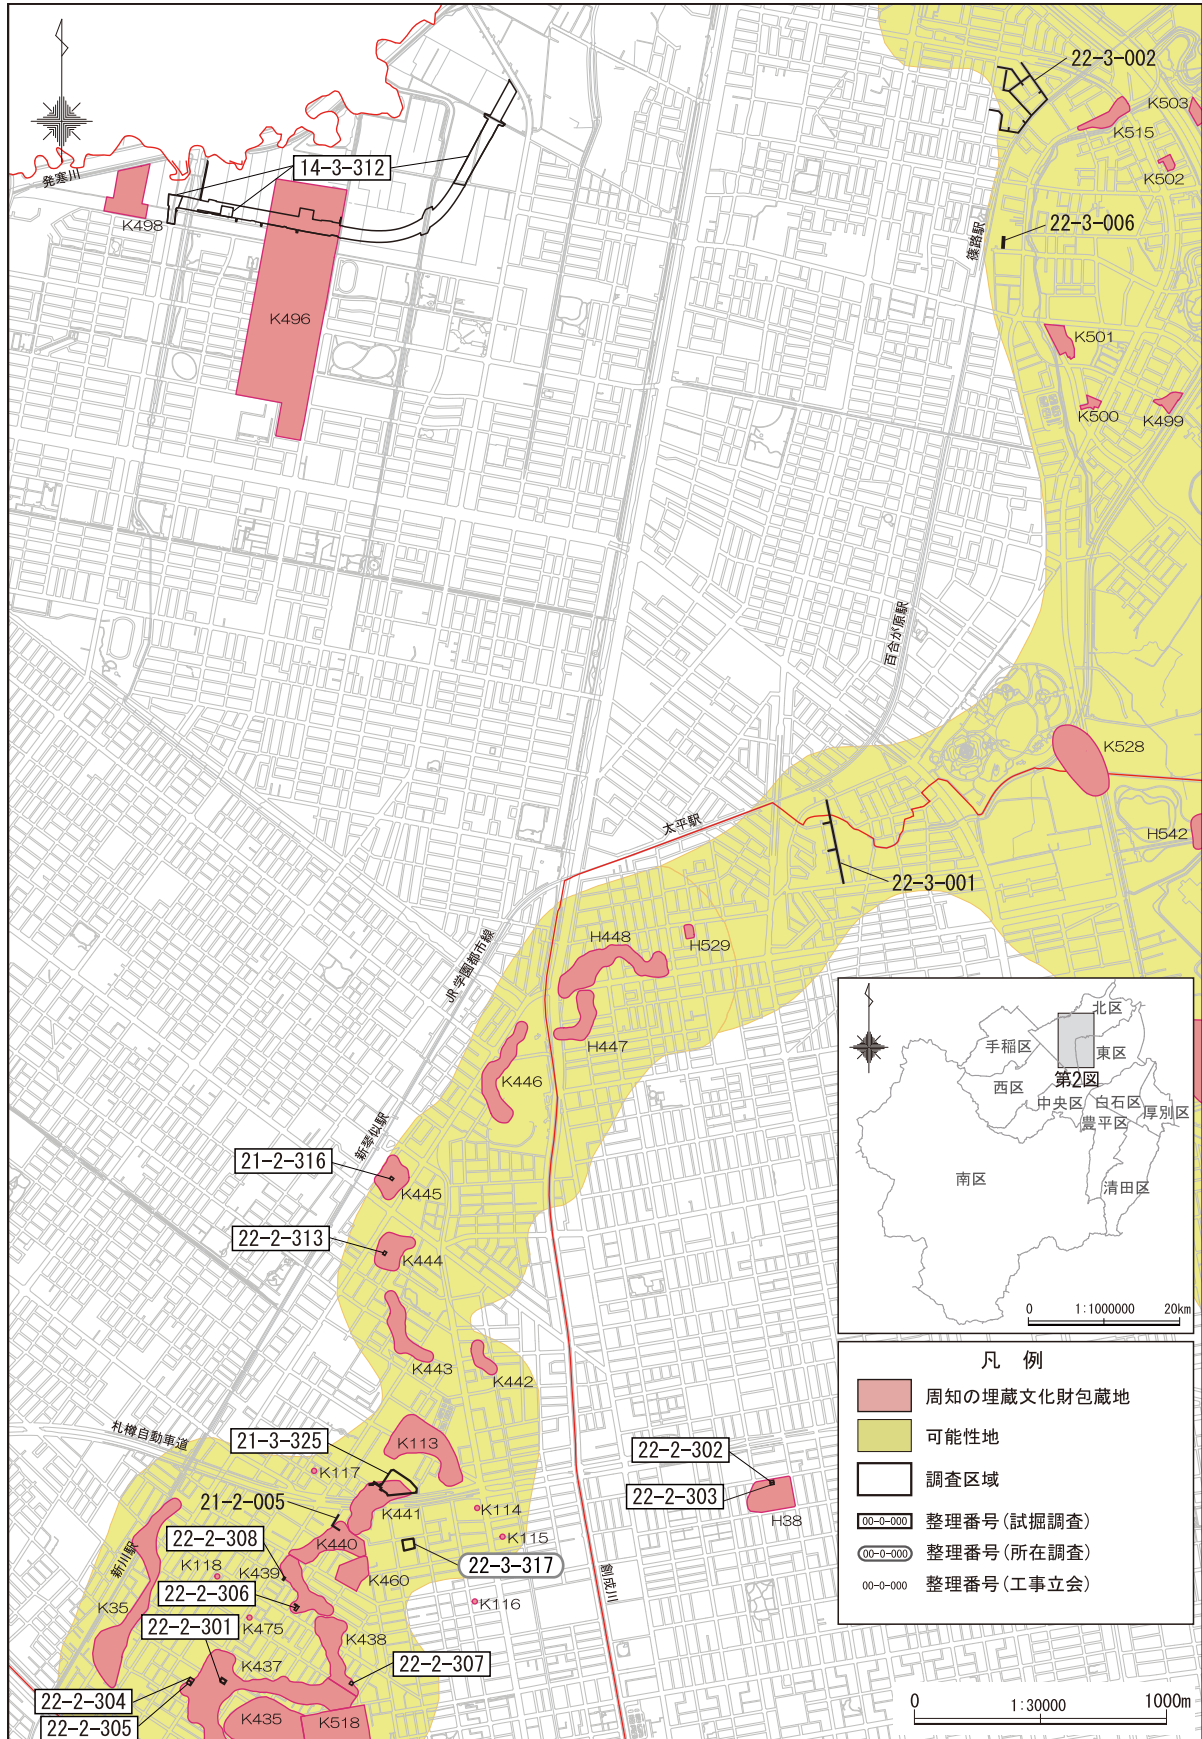 22-3-002
K503
K515
14-3-312
K502
発寒川
K498
22-3-006
篠路駅
K496
K501
K500
K499
百合が原駅
K528
太平駅
H542
22-3-001
H448
H529
JR 学園都市線
H447
K446
新琴似駅
21-2-316
K445
22-2-313
K444
K443
K442
札樽自動車道
21-3-325
K113
K117
22-2-302
22-2-303
H38
21-2-005
K441
K114
22-2-308
K440
K115
22-3-317
新川駅
K118
K439
K460
22-2-306
K35
K116
創成川
22-2-301
K475
K438
K437
22-2-307
22-2-304
22-2-305
K435
K518
北区
手稲区
東区
第2図
西区
中央区
白石区
厚別区
豊平区
南区
清田区
0 1:1000000 20km
凡 例
周知の埋蔵文化財包蔵地
可能性地
調査区域
00-0-000 整理番号(試掘調査)
00-0-000 整理番号(所在調査)
00-0-000 整理番号(工事立会)
0 1:30000 1000m